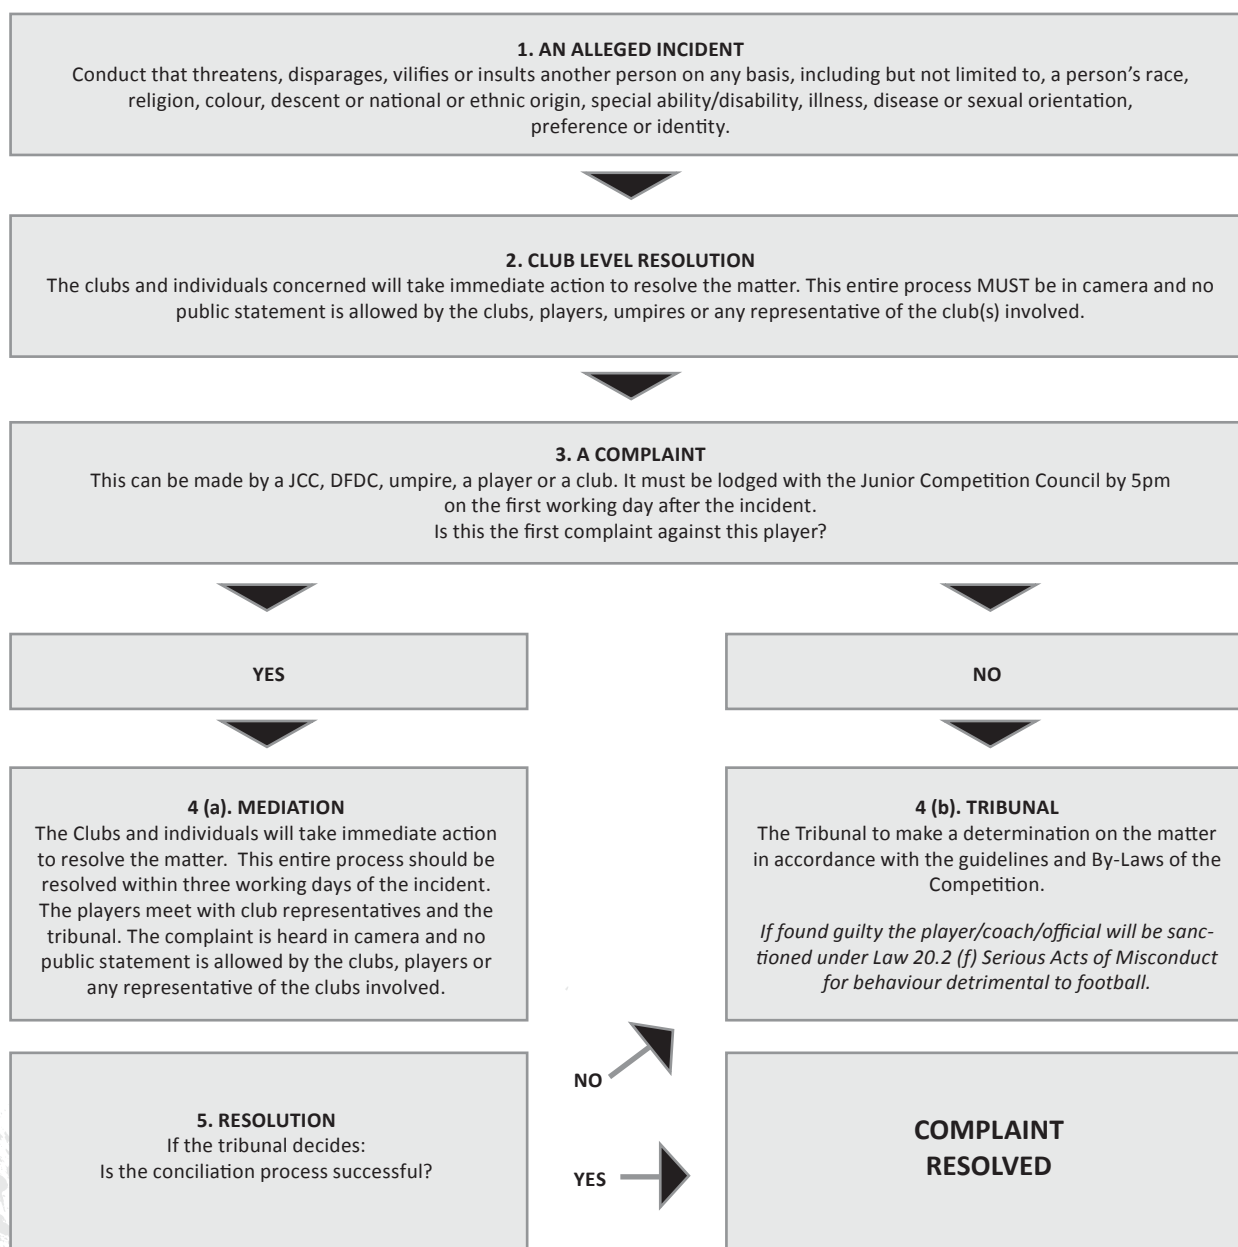 1. AN ALLEGED INCIDENT
Conduct that threatens, disparages, vilifies or insults another person on any basis, including but not limited to, a person’s race,
religion, colour, descent or national or ethnic origin, special ability/disability, illness, disease or sexual orientation,
preference or identity.
2. CLUB LEVEL RESOLUTION
The clubs and individuals concerned will take immediate action to resolve the matter. This entire process MUST be in camera and no
public statement is allowed by the clubs, players, umpires or any representative of the club(s) involved.
3. A COMPLAINT
This can be made by a JCC, DFDC, umpire, a player or a club. It must be lodged with the Junior Competition Council by 5pm
on the first working day after the incident.
Is this the first complaint against this player?
YES
NO
4 (a). MEDIATION
The Clubs and individuals will take immediate action
to resolve the matter.  This entire process should be
resolved within three working days of the incident.
The players meet with club representatives and the
tribunal. The complaint is heard in camera and no
public statement is allowed by the clubs, players or
any representative of the clubs involved.
4 (b). TRIBUNAL
The Tribunal to make a determination on the matter
in accordance with the guidelines and By-Laws of the
Competition.
If found guilty the player/coach/official will be sanc-
tioned under Law 20.2 (f) Serious Acts of Misconduct
for behaviour detrimental to football.
5. RESOLUTION
If the tribunal decides:
Is the conciliation process successful?
NO
YES
COMPLAINT
RESOLVED